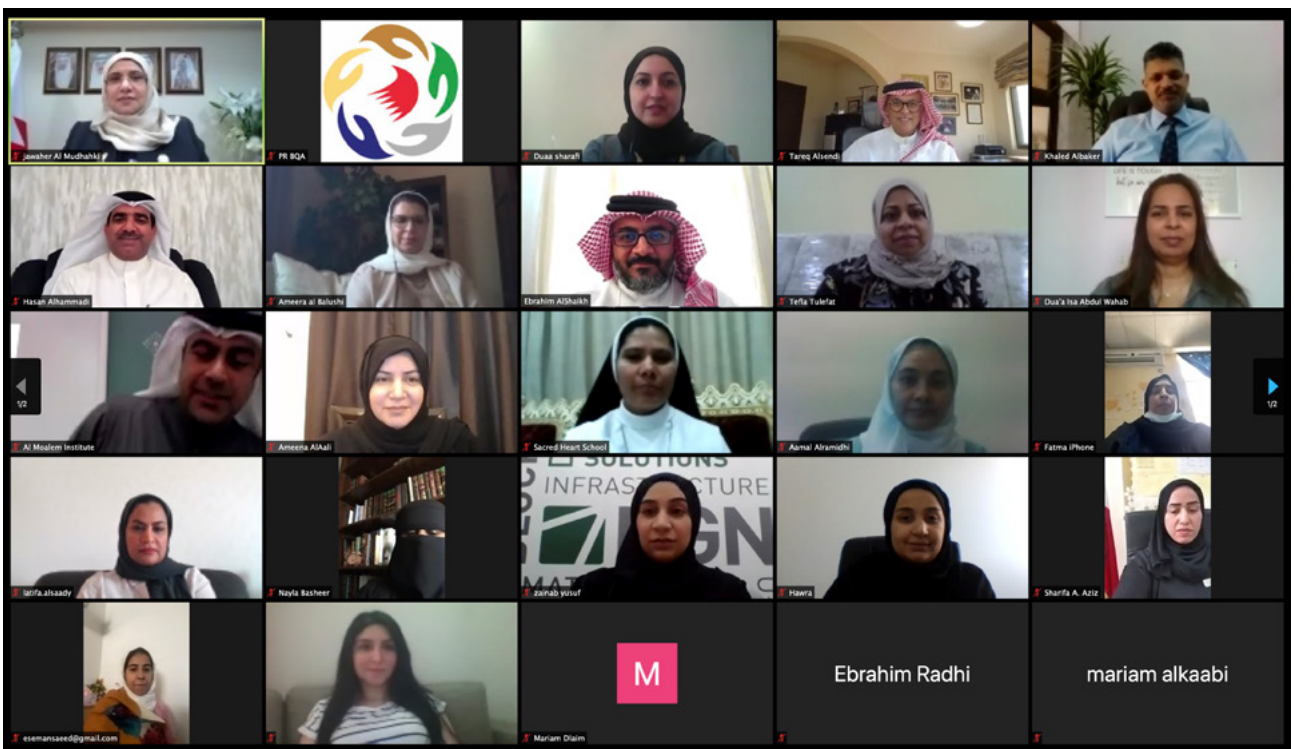 Jawaher Al Mudhahki
PR BQA
Duaa sharafi
Tareq Alsendi
Khaled Albaker
Hasan Alhammadi
Ameera al Balushi
Ebrahim AlShaikh
Tefla Tulefat
Dua'a Isa Abdul Wahab
1/2
Al Moalem Institute
Ameena AlAali
Sacred Heart School
Aamal Alramidhi
Fatma iPhone
1/2
latifa.alsaady
Nayla Basheer
SOLUTIONS
INFRAS CTURE
IGN
zainab yusuf
Hawra
Sharifa A. Aziz
esemansaeed@gmail.com
M
Mariam Dlaim
Ebrahim Radhi
mariam alkaabi